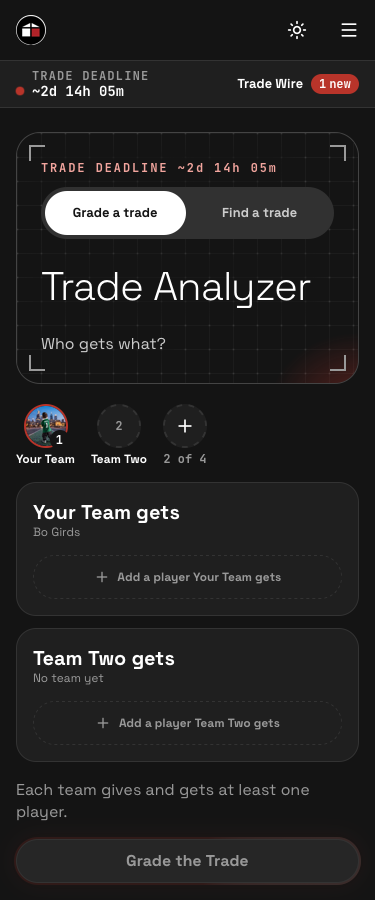 TRADE DEADLINE
~2d 14h 05m
Trade Wire
1 new
TRADE DEADLINE ~2d 14h 05m
Grade a trade
Find a trade
Trade Analyzer
Who gets what?
1
2
Your Team
Team Two
2 of 4
Your Team gets
Bo Girds
Add a player Your Team gets
Team Two gets
No team yet
Add a player Team Two gets
Each team gives and gets at least one
player.
Grade the Trade